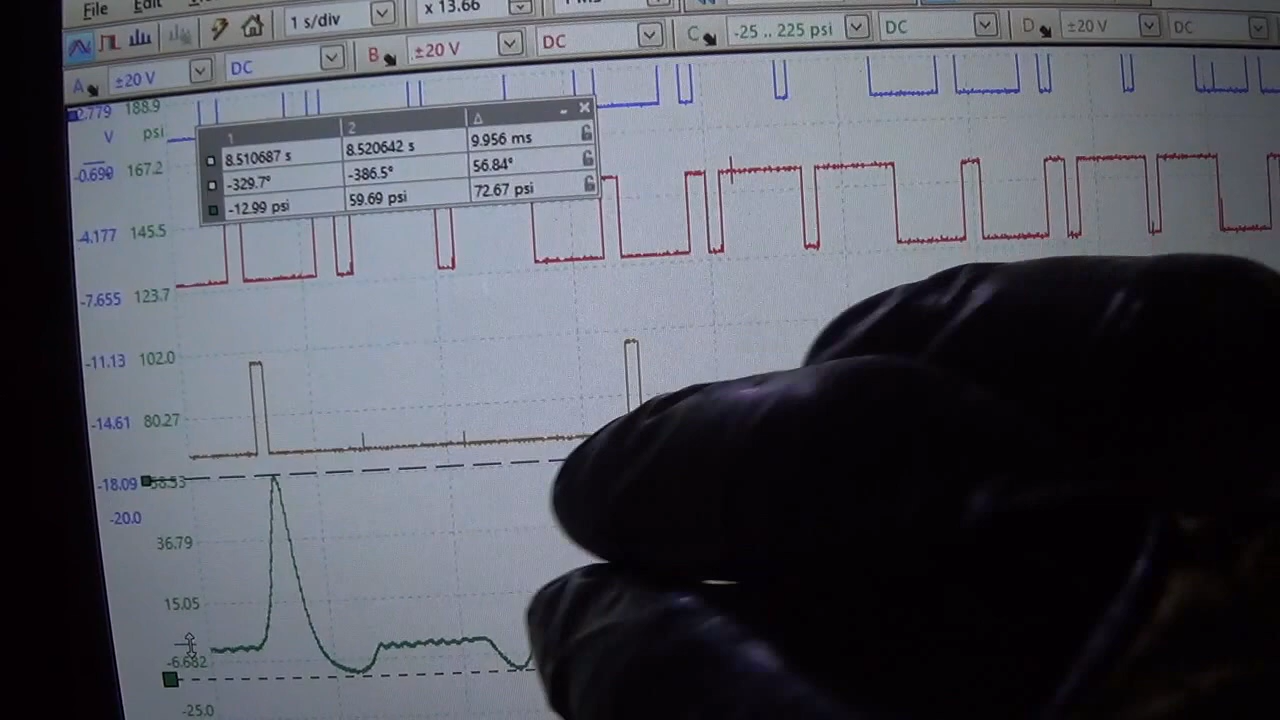 File Edit
1 s/div x 13.66
A ±20 V DC B ±20 V DC C -25 .. 225 psi DC D ±20 V DC
188.9
V psi
-0.690 167.2
-4.177 145.5
-7.655 123.7
-11.13 102.0
-14.61 80.27
-18.09
-20.0
36.79
15.05
-6.682
-25.0
1 2 Δ
8.510687 s 8.520642 s 9.956 ms
-329.7° -386.5° 56.84°
-12.99 psi 59.69 psi 72.67 psi